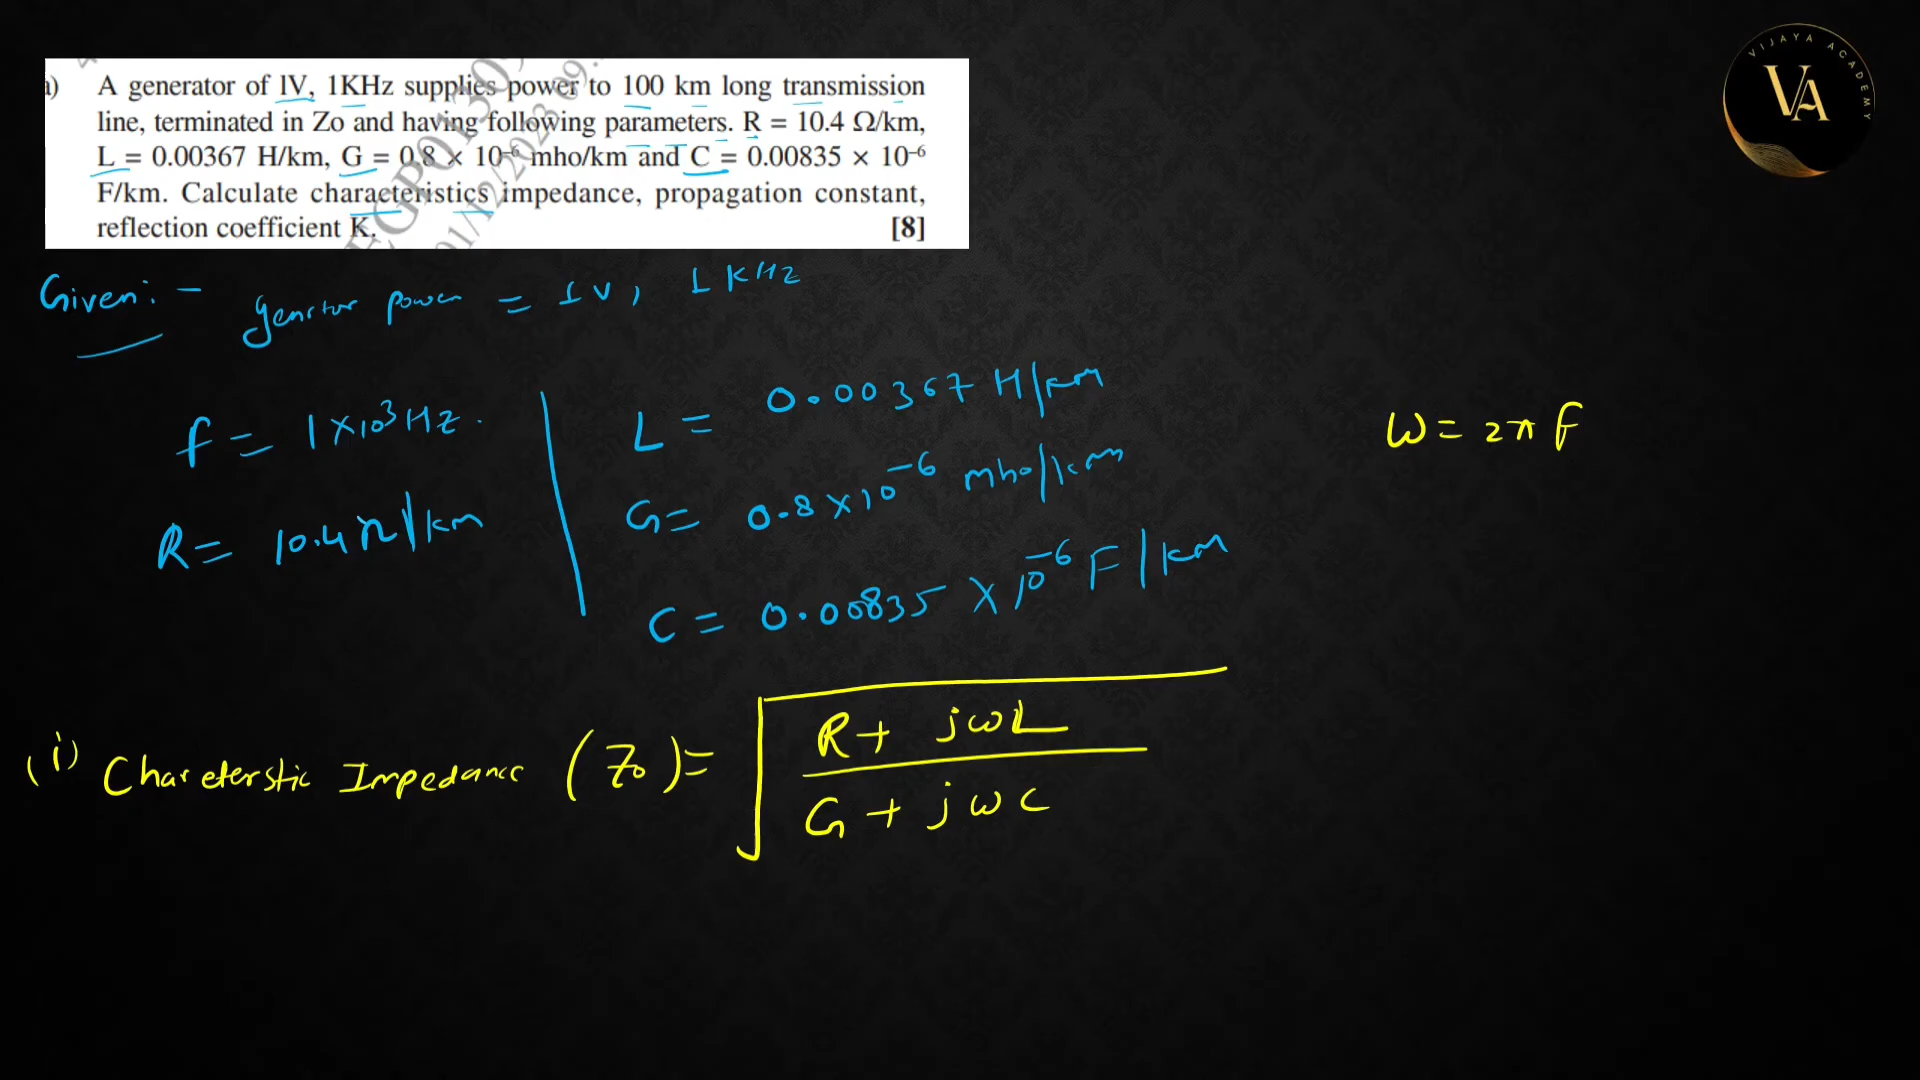 VIJAYA ACADEMY
VA
a) A generator of 1V, 1KHz supplies power to 100 km long transmission
line, terminated in Zo and having following parameters. R = 10.4 Ω/km,
L = 0.00367 H/km, G = 0.8 × 10⁻⁶ mho/km and C = 0.00835 × 10⁻⁶
F/km. Calculate characteristics impedance, propagation constant,
reflection coefficient K. [8]
Given: - genrtor power = 1V, 1 KHz
f = 1×10³ Hz.
R = 10.4 Ω/km
L = 0.00367 H/km
G = 0.8×10⁻⁶ mho/km
C = 0.00835 × 10⁻⁶ F/km
W = 2π F
(i) Chareterstic Impedance (Z₀) = √
R + jωL
G + jωC